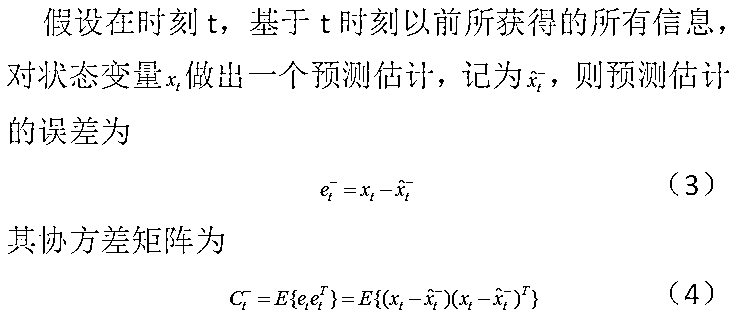 假设在时刻 t，基于 t 时刻以前所获得的所有信息，
对状态变量 $x_t$ 做出一个预测估计，记为 $\hat{x}_t^-$，则预测估计
的误差为
$e_t^- = x_t - \hat{x}_t^-$ （3）
其协方差矩阵为
$C_t^- = E\{e_t e_t^T\} = E\{(x_t - \hat{x}_t^-)(x_t - \hat{x}_t^-)^T\}$ （4）